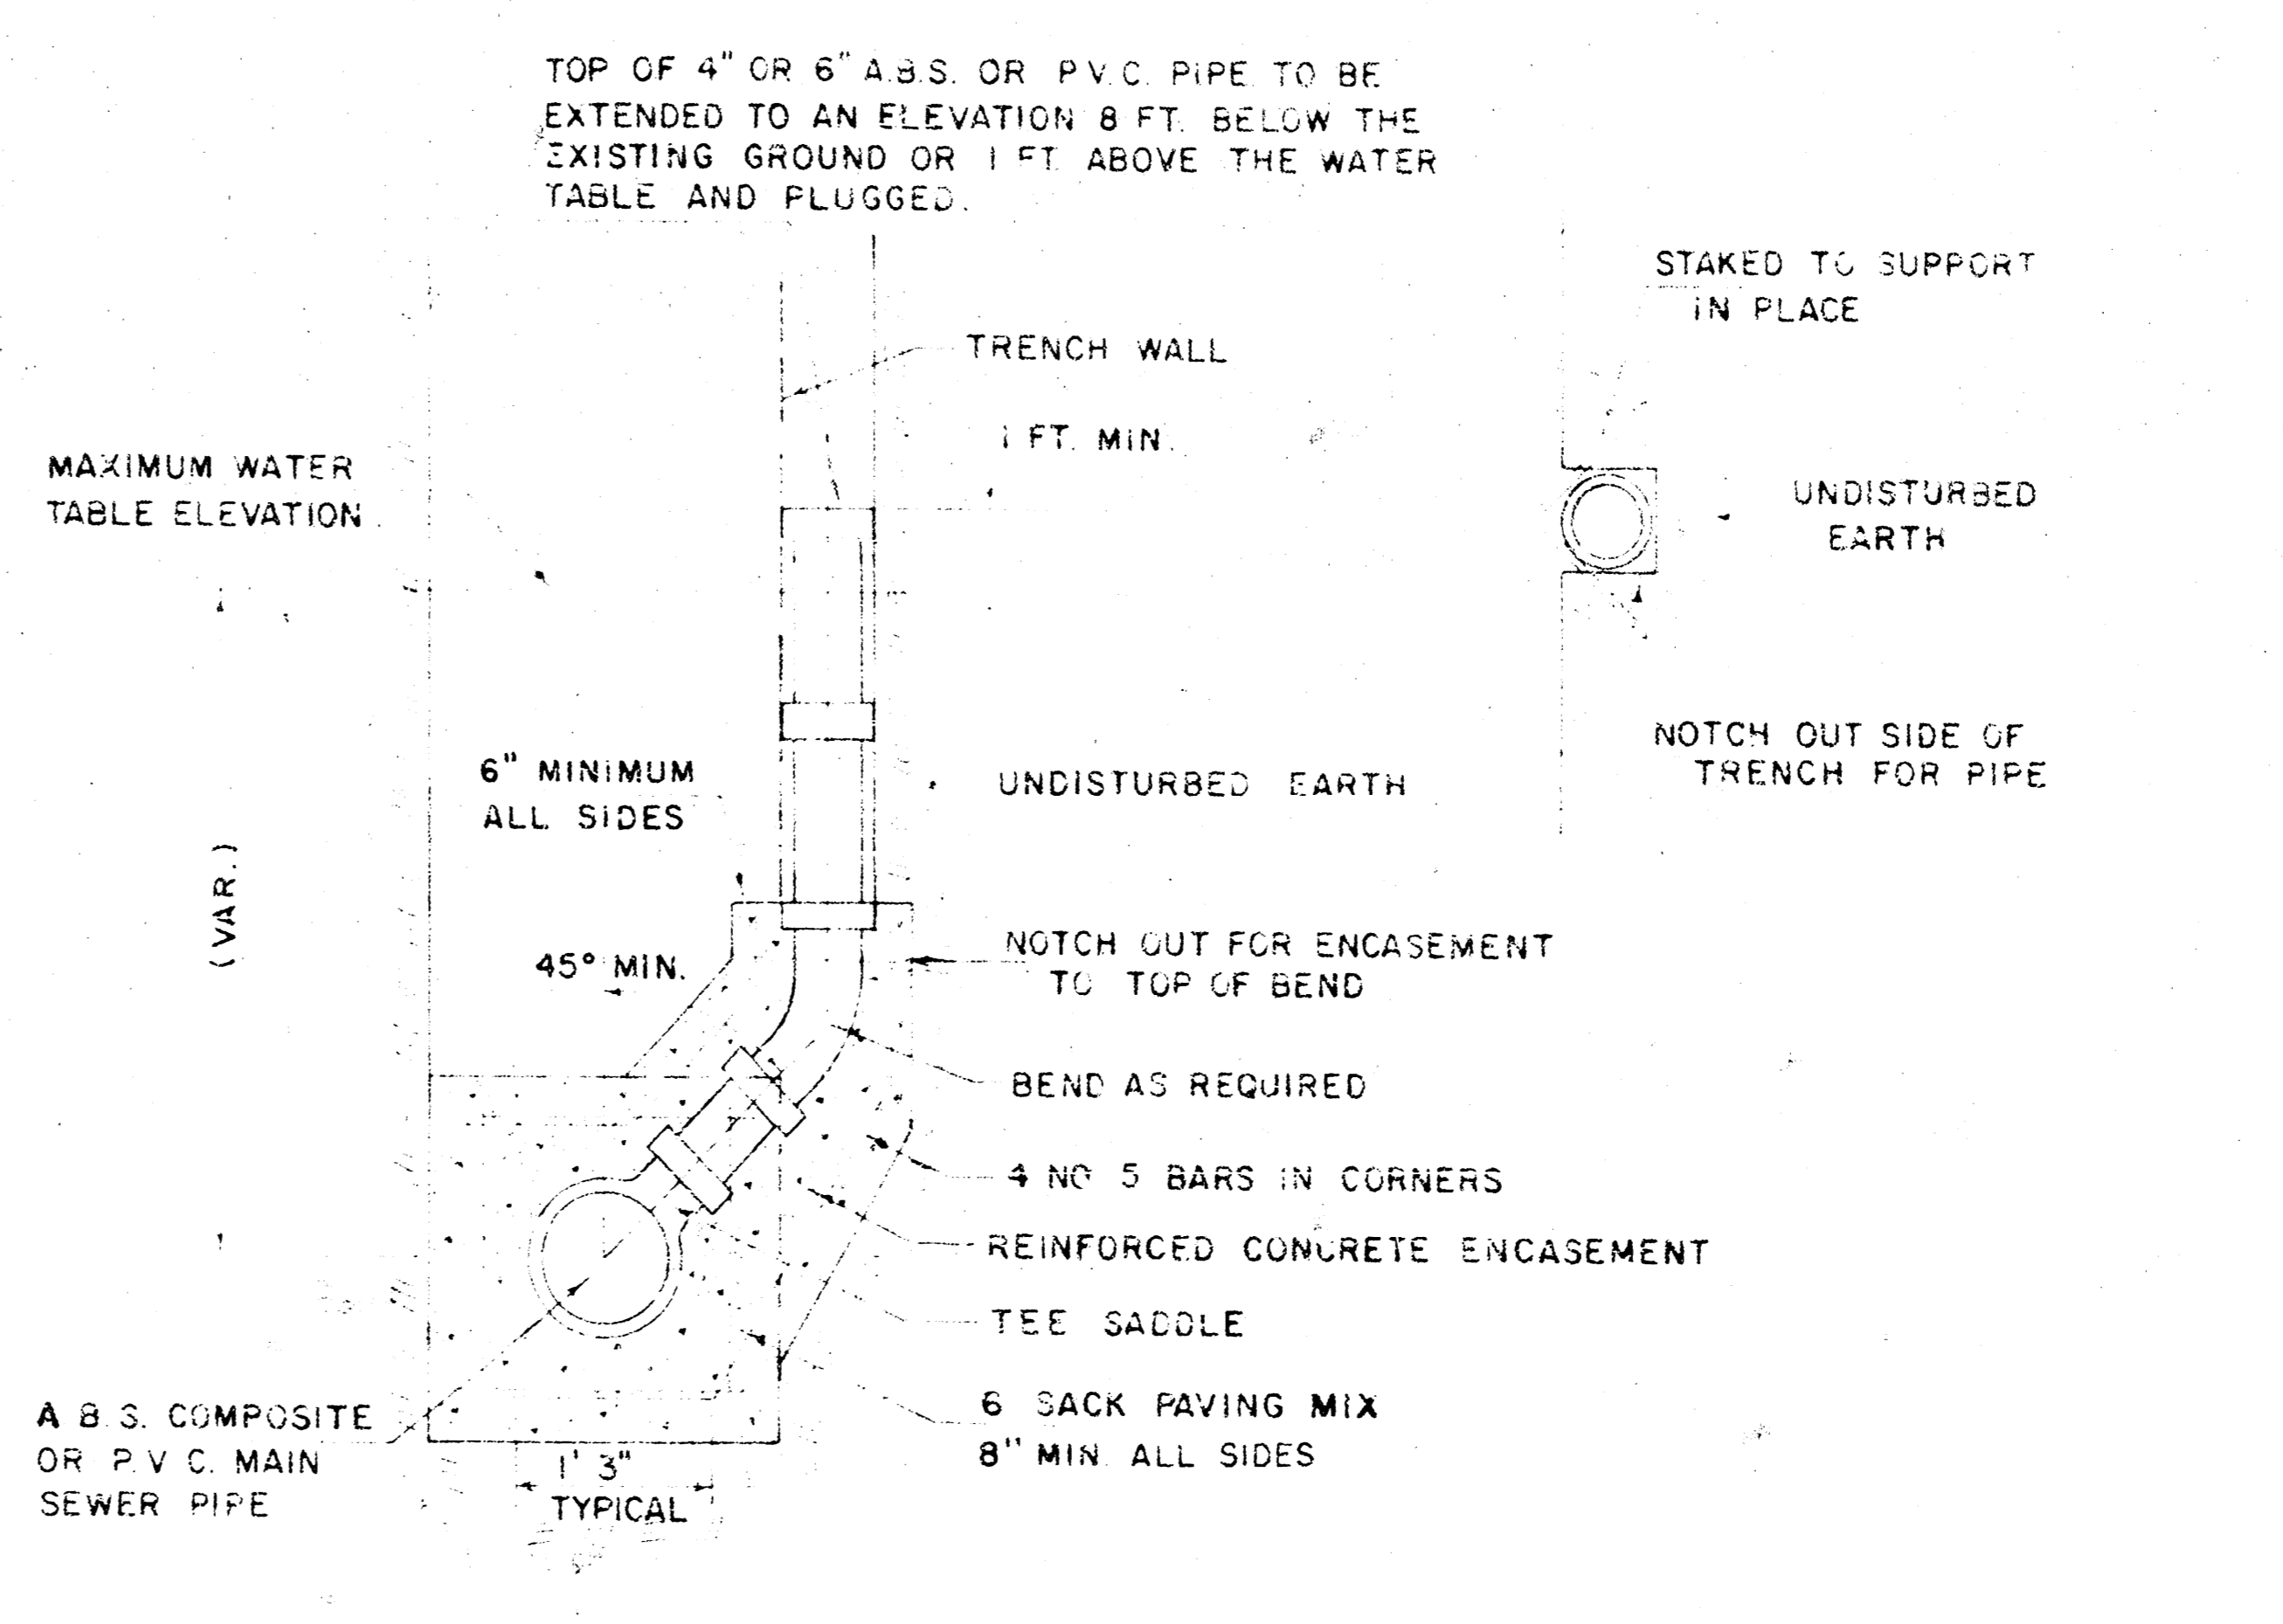 TOP OF 4" OR 6" A.B.S. OR P.V.C. PIPE TO BE
EXTENDED TO AN ELEVATION 8 FT. BELOW THE
EXISTING GROUND OR 1 FT. ABOVE THE WATER
TABLE AND PLUGGED.
STAKED TO SUPPORT
IN PLACE
TRENCH WALL
1 FT. MIN.
MAXIMUM WATER
TABLE ELEVATION
UNDISTURBED
EARTH
NOTCH OUT SIDE OF
TRENCH FOR PIPE
6" MINIMUM
ALL SIDES
UNDISTURBED EARTH
(VAR.)
45° MIN.
NOTCH OUT FOR ENCASEMENT
TO TOP OF BEND
BEND AS REQUIRED
4 NO 5 BARS IN CORNERS
REINFORCED CONCRETE ENCASEMENT
TEE SADDLE
6 SACK PAVING MIX
8" MIN. ALL SIDES
A.B.S. COMPOSITE
OR P.V.C. MAIN
SEWER PIPE
1' 3"
TYPICAL